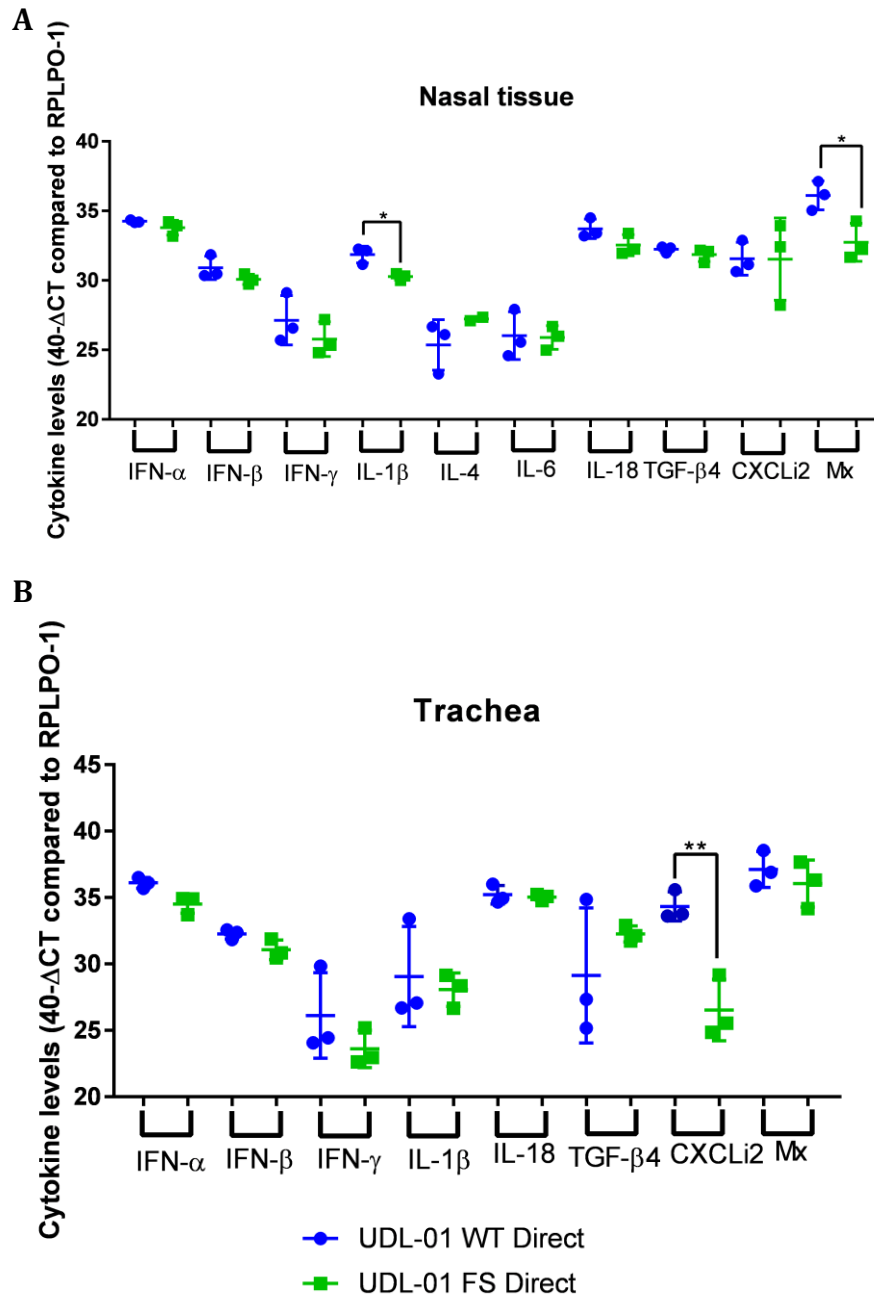 A
Nasal tissue
Cytokine levels (40-ΔCT compared to RPLPO-1)
40
35
30
25
20
*
*
IFN-α IFN-β IFN-γ IL-1β IL-4 IL-6 IL-18 TGF-β4 CXCLi2 Mx
B
Trachea
Cytokine levels (40-ΔCT compared to RPLPO-1)
45
40
35
30
25
20
**
IFN-α IFN-β IFN-γ IL-1β IL-18 TGF-β4 CXCLi2 Mx
UDL-01 WT Direct
UDL-01 FS Direct